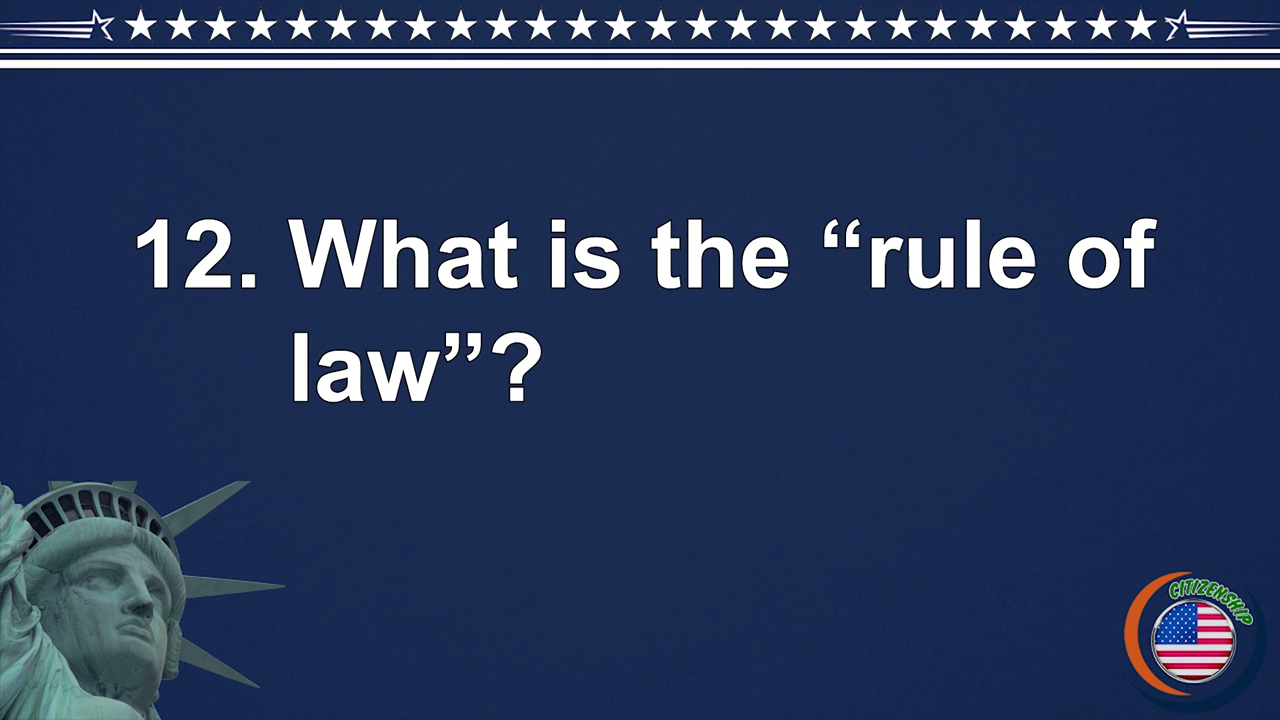 12. What is the “rule of
law”?
CITIZENSHIP